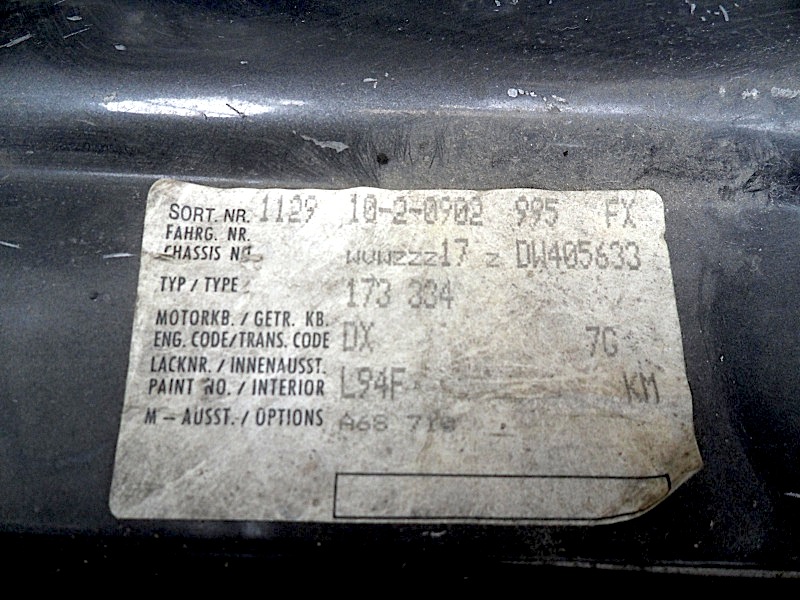 SORT. NR. 1129 10-2-0902 995 FX
FAHRG. NR.
CHASSIS NO. WVWZZZ17 Z DW405633
TYP / TYPE 173 334
MOTORKB. / GETR. KB.
ENG. CODE/TRANS. CODE DX 7G
LACKNR. / INNENAUSST.
PAINT NO. / INTERIOR L94F KM
M - AUSST. / OPTIONS A68